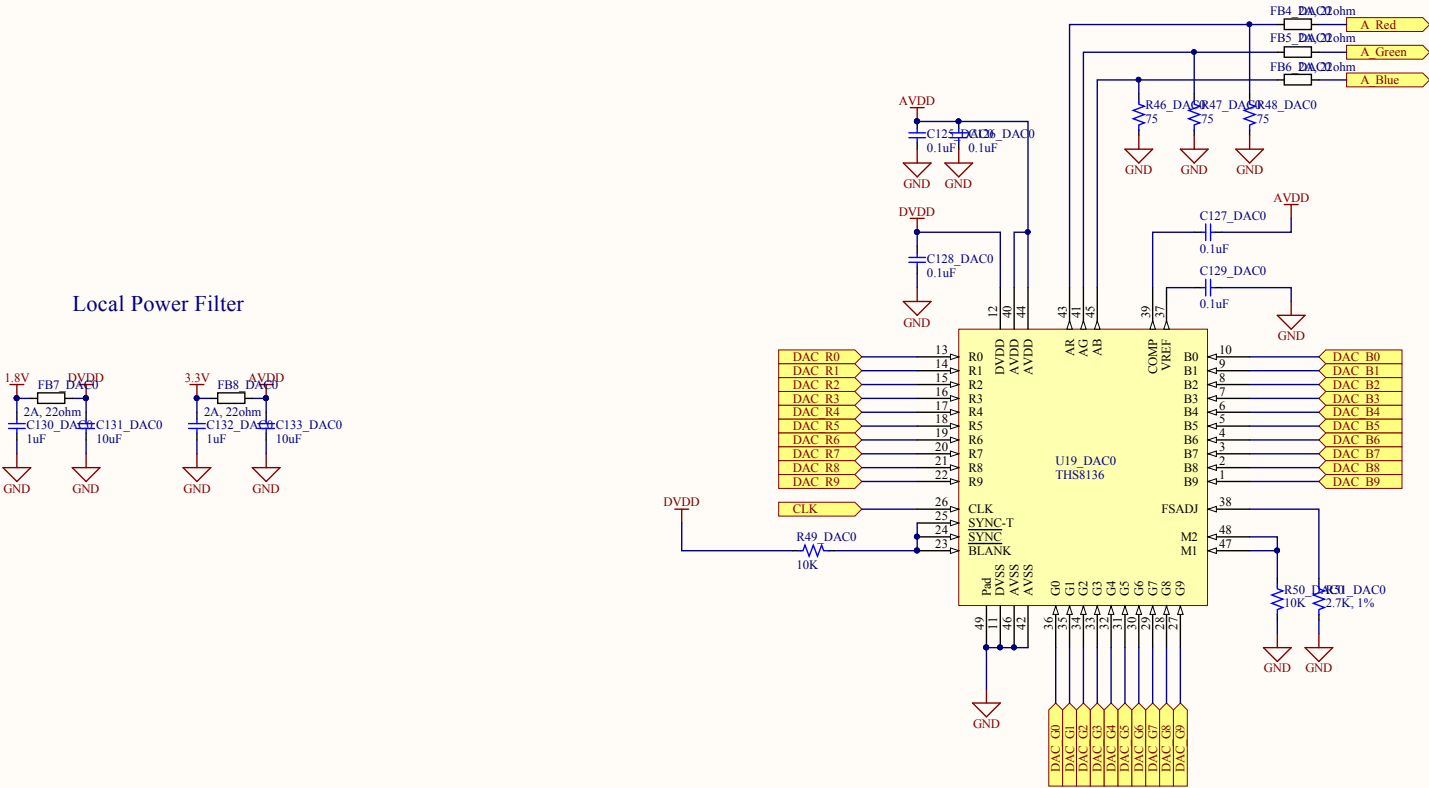 FB4_DAC0
2A, 22ohm
A_Red
FB5_DAC0
2A, 22ohm
A_Green
FB6_DAC0
2A, 22ohm
A_Blue
R46_DAC0
75
R47_DAC0
75
R48_DAC0
75
GND
GND
GND
AVDD
C125_DAC0
0.1uF
C126_DAC0
0.1uF
GND
GND
DVDD
C128_DAC0
0.1uF
GND
AVDD
C127_DAC0
0.1uF
C129_DAC0
0.1uF
GND
Local Power Filter
1.8V
FB7_DAC0
DVDD
2A, 22ohm
C130_DAC0
1uF
C131_DAC0
10uF
GND
GND
3.3V
FB8_DAC0
AVDD
2A, 22ohm
C132_DAC0
1uF
C133_DAC0
10uF
GND
GND
12
40
44
43
41
45
39
37
DVDD
AVDD
AVDD
AR
AG
AB
COMP
VREF
DAC_R0 13 R0
DAC_R1 14 R1
DAC_R2 15 R2
DAC_R3 16 R3
DAC_R4 17 R4
DAC_R5 18 R5
DAC_R6 19 R6
DAC_R7 20 R7
DAC_R8 21 R8
DAC_R9 22 R9
CLK 26 CLK
25 SYNC-T
24 SYNC
23 BLANK
DVDD
R49_DAC0
10K
U19_DAC0
THS8136
B0 10 DAC_B0
B1 9 DAC_B1
B2 8 DAC_B2
B3 7 DAC_B3
B4 6 DAC_B4
B5 5 DAC_B5
B6 4 DAC_B6
B7 3 DAC_B7
B8 2 DAC_B8
B9 1 DAC_B9
FSADJ 38
M2 48
M1 47
R50_DAC0
10K
R51_DAC0
2.7K, 1%
GND
GND
Pad
DVSS
AVSS
AVSS
G0
G1
G2
G3
G4
G5
G6
G7
G8
G9
49
11
46
42
36
35
34
33
32
31
30
29
28
27
GND
DAC_G0
DAC_G1
DAC_G2
DAC_G3
DAC_G4
DAC_G5
DAC_G6
DAC_G7
DAC_G8
DAC_G9